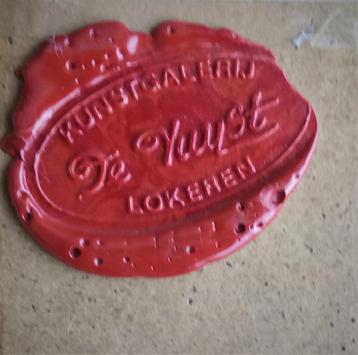 KUNSTGALERIJ
De Vuyst
LOKEREN